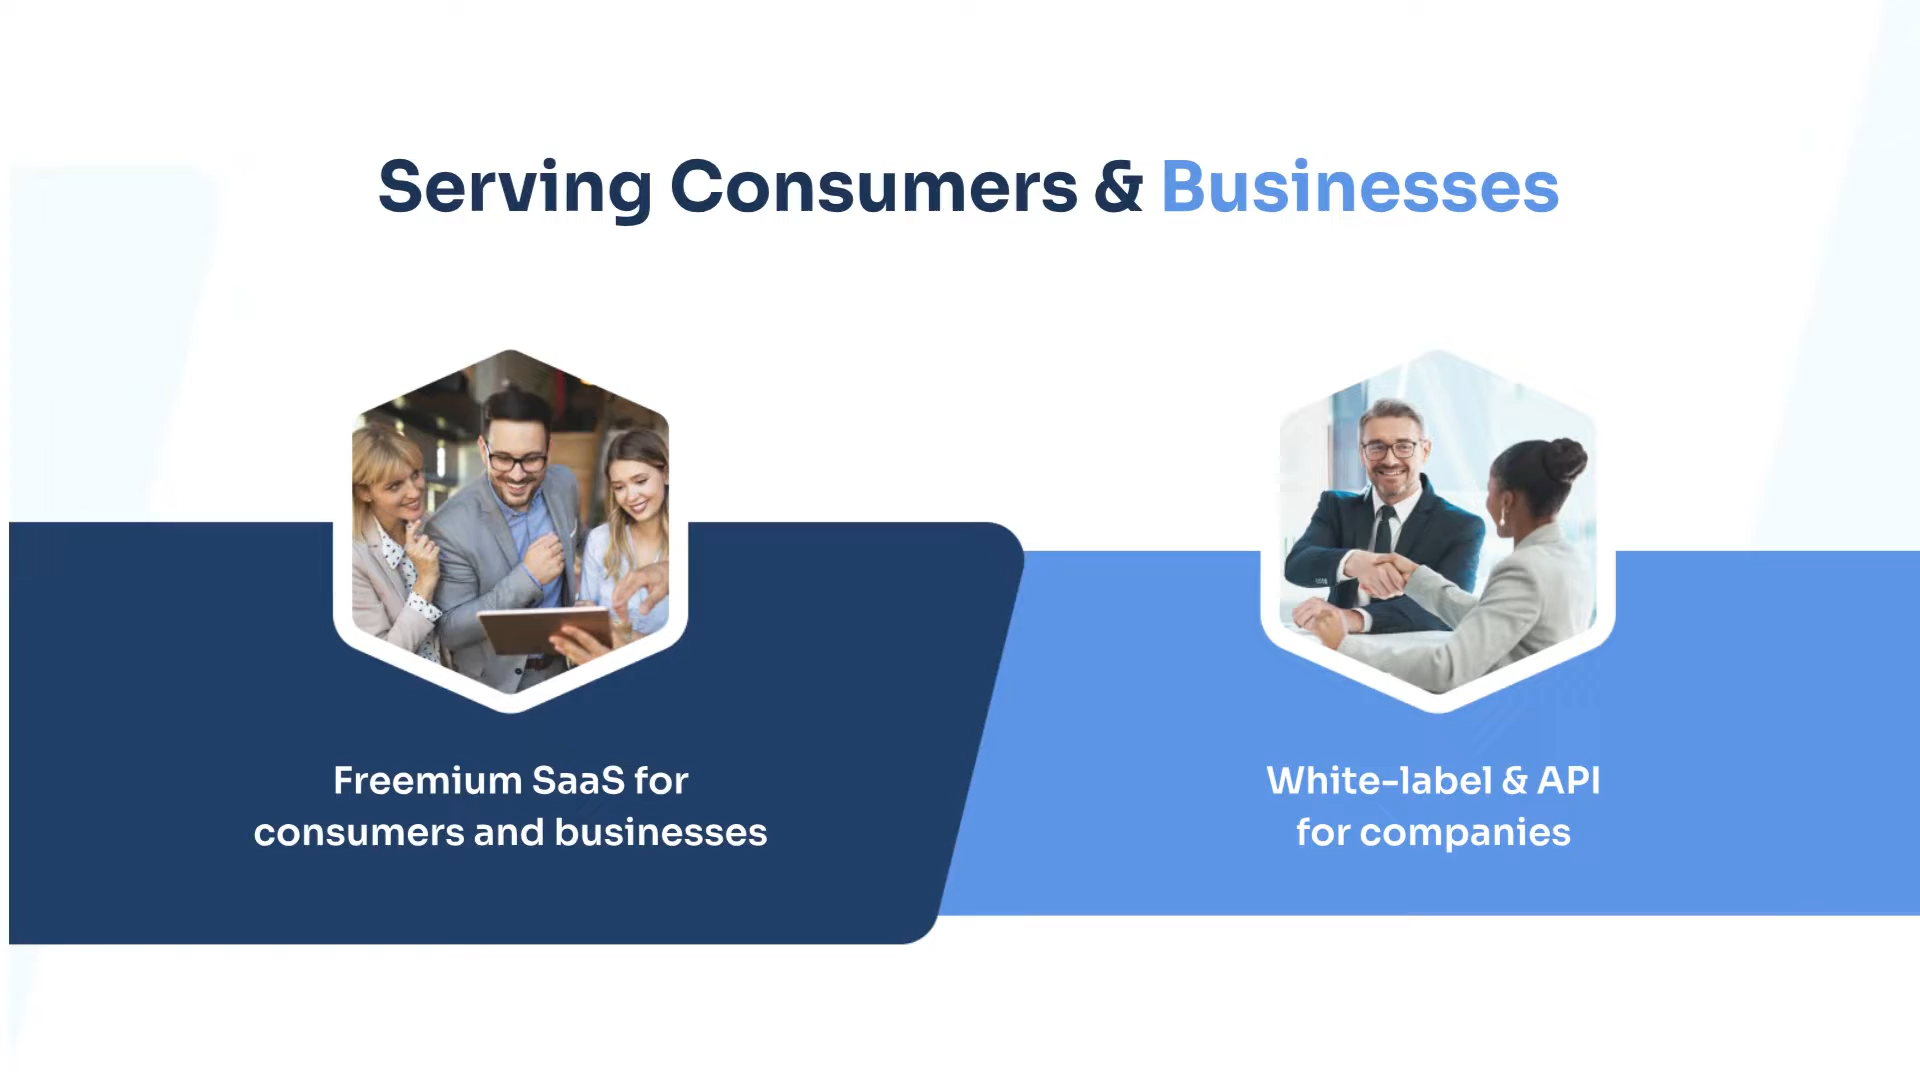 Serving Consumers & Businesses
Freemium SaaS for
consumers and businesses
White-label & API
for companies